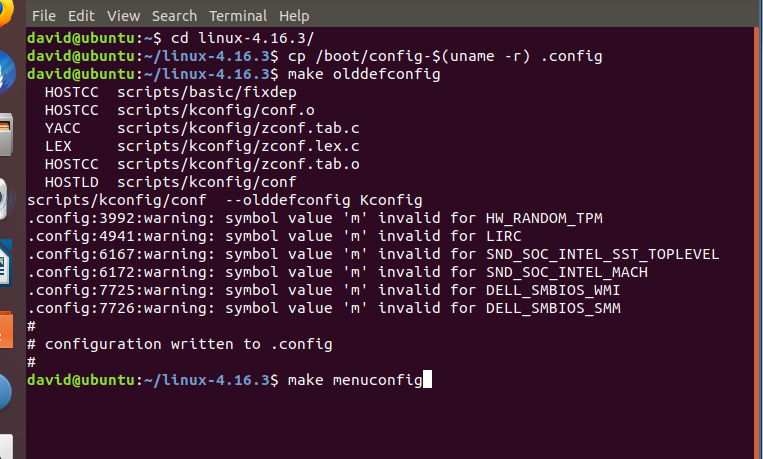 File Edit View Search Terminal Help
david@ubuntu:~$ cd linux-4.16.3/
david@ubuntu:~/linux-4.16.3$ cp /boot/config-$(uname -r) .config
david@ubuntu:~/linux-4.16.3$ make olddefconfig
  HOSTCC  scripts/basic/fixdep
  HOSTCC  scripts/kconfig/conf.o
  YACC    scripts/kconfig/zconf.tab.c
  LEX     scripts/kconfig/zconf.lex.c
  HOSTCC  scripts/kconfig/zconf.tab.o
  HOSTLD  scripts/kconfig/conf
scripts/kconfig/conf  --olddefconfig Kconfig
.config:3992:warning: symbol value 'm' invalid for HW_RANDOM_TPM
.config:4941:warning: symbol value 'm' invalid for LIRC
.config:6167:warning: symbol value 'm' invalid for SND_SOC_INTEL_SST_TOPLEVEL
.config:6172:warning: symbol value 'm' invalid for SND_SOC_INTEL_MACH
.config:7725:warning: symbol value 'm' invalid for DELL_SMBIOS_WMI
.config:7726:warning: symbol value 'm' invalid for DELL_SMBIOS_SMM
#
# configuration written to .config
#
david@ubuntu:~/linux-4.16.3$ make menuconfig